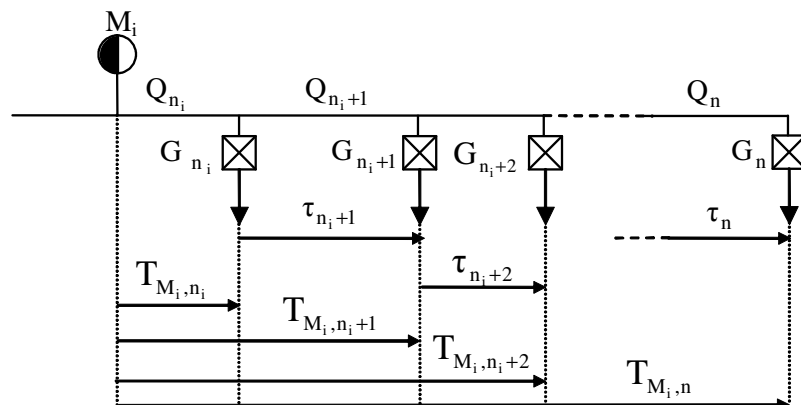 M_i
Q_{n_i} Q_{n_i+1} Q_n
G_{n_i} G_{n_i+1} G_{n_i+2} G_n
τ_{n_i+1} τ_n
T_{M_i,n_i} τ_{n_i+2}
T_{M_i,n_i+1}
T_{M_i,n_i+2}
T_{M_i,n}